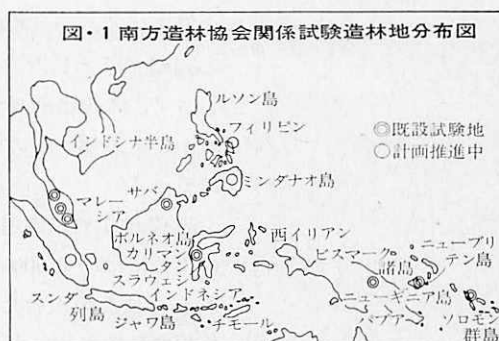 図・1 南方造林協会関係試験造林地分布図
ルソン島
フィリピン
インドシナ半島
◎既設試験地
○計画推進中
サバ
ミンダナオ島
マレー
シア
ボルネオ島
カリマン
タン
スラウェシ
西イリアン
ビスマーク
諸島
ニューブリ
テン島
スンダ
列島
インドネシア
ジャワ島
チモール
ニューギニア島
パプア
ソロモン
群島